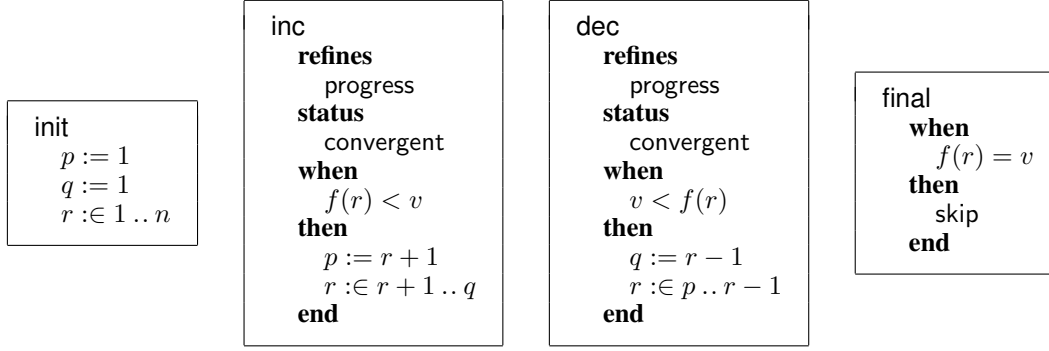 init
p := 1
q := 1
r :∈ 1 .. n
inc
refines
progress
status
convergent
when
f(r) < v
then
p := r + 1
r :∈ r + 1 .. q
end
dec
refines
progress
status
convergent
when
v < f(r)
then
q := r − 1
r :∈ p .. r − 1
end
final
when
f(r) = v
then
skip
end